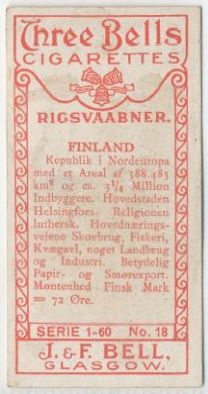 Three Bells
CIGARETTES
RIGSVAABNER.
FINLAND
Republik i Nordeuropa
med et Areal af 388.483
km² og ca. 3¼ Million
Indbyggere. Hovedstaden
Helsingfors. Religionen
luthersk. Hovednærings-
vejene Skovbrug, Fiskeri,
Kvægavl, noget Landbrug
og Industri. Betydelig
Papir- og Smøreksport.
Møntenhed - Finsk Mark
= 72 Øre.
SERIE 1-60 No. 18
J. & F. BELL,
GLASGOW.